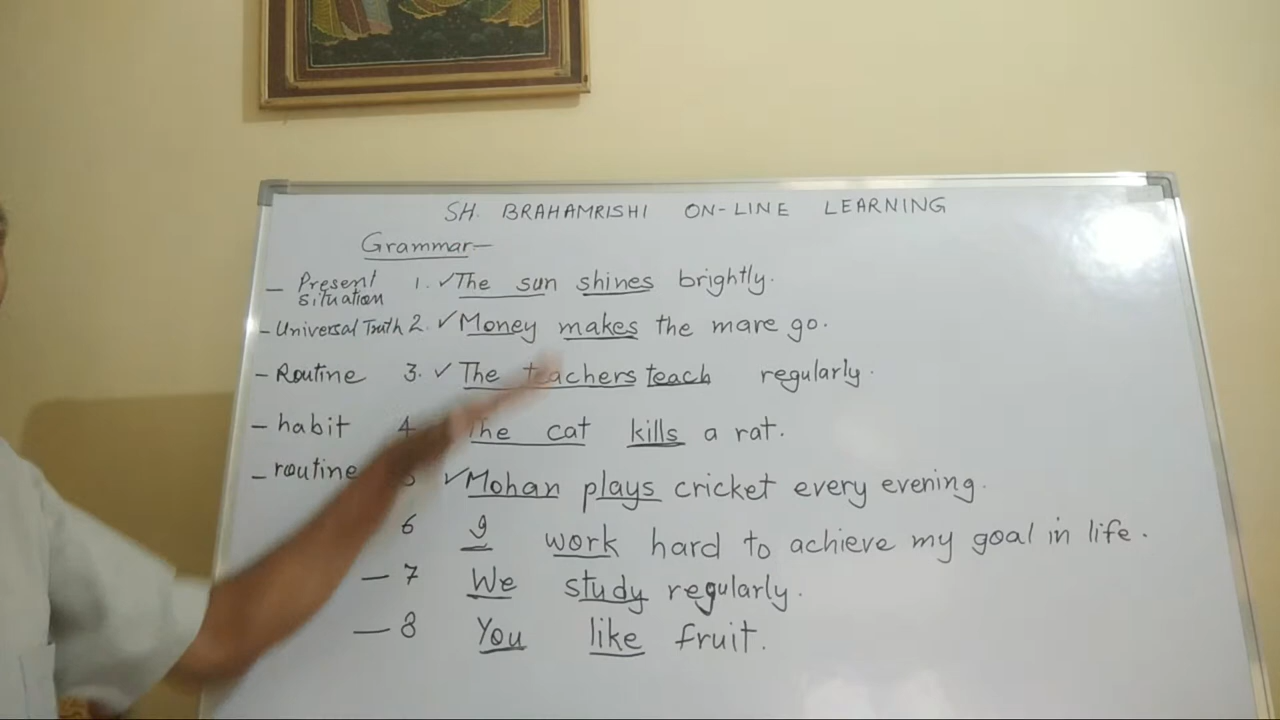 SH. BRAHAMRISHI ON-LINE LEARNING
Grammar-
- Present situation 1. ✓The sun shines brightly.
- Universal Truth 2. ✓Money makes the mare go.
- Routine 3. ✓The teachers teach regularly.
- habit 4 The cat kills a rat.
- routine ✓Mohan plays cricket every evening.
6 I work hard to achieve my goal in life.
- 7 We study regularly.
- 8 You like fruit.